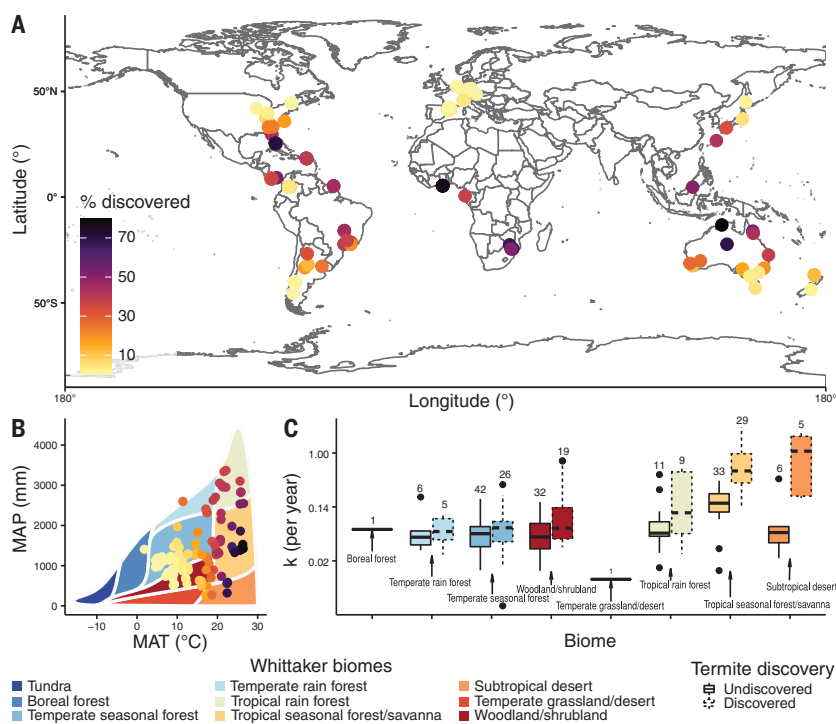 A
50°N
0°
50°S
Latitude (°)
% discovered
70
50
30
10
180°
180°
Longitude (°)
B
4000
3000
2000
1000
0
MAP (mm)
−10
0
10
20
30
MAT (°C)
C
1.00
0.14
0.02
k (per year)
1
6
5
42
26
32
19
1
11
9
33
29
6
5
Boreal forest
Temperate rain forest
Temperate seasonal forest
Woodland/shrubland
Temperate grassland/desert
Tropical rain forest
Tropical seasonal forest/savanna
Subtropical desert
Biome
Whittaker biomes
Tundra
Boreal forest
Temperate seasonal forest
Temperate rain forest
Tropical rain forest
Tropical seasonal forest/savanna
Subtropical desert
Temperate grassland/desert
Woodland/shrubland
Termite discovery
Undiscovered
Discovered